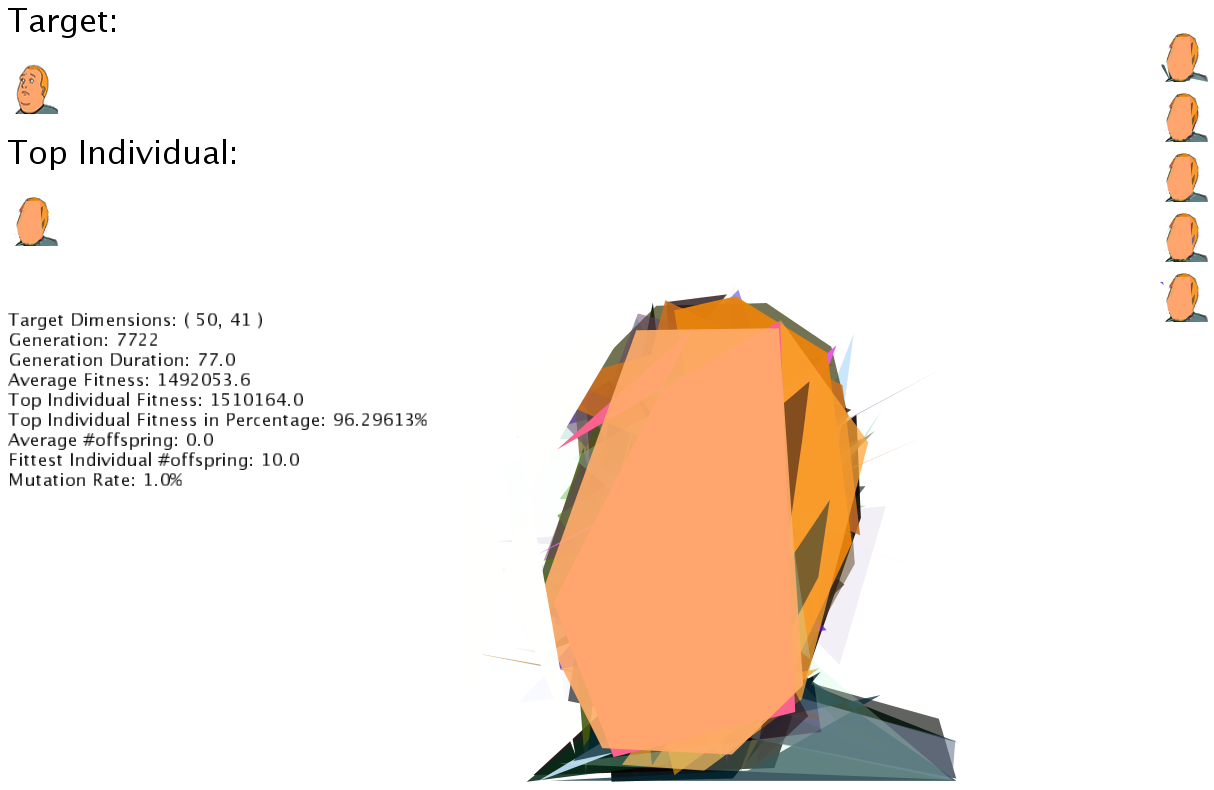 Target:
Top Individual:
Target Dimensions: ( 50, 41 )
Generation: 7722
Generation Duration: 77.0
Average Fitness: 1492053.6
Top Individual Fitness: 1510164.0
Top Individual Fitness in Percentage: 96.29613%
Average #offspring: 0.0
Fittest Individual #offspring: 10.0
Mutation Rate: 1.0%